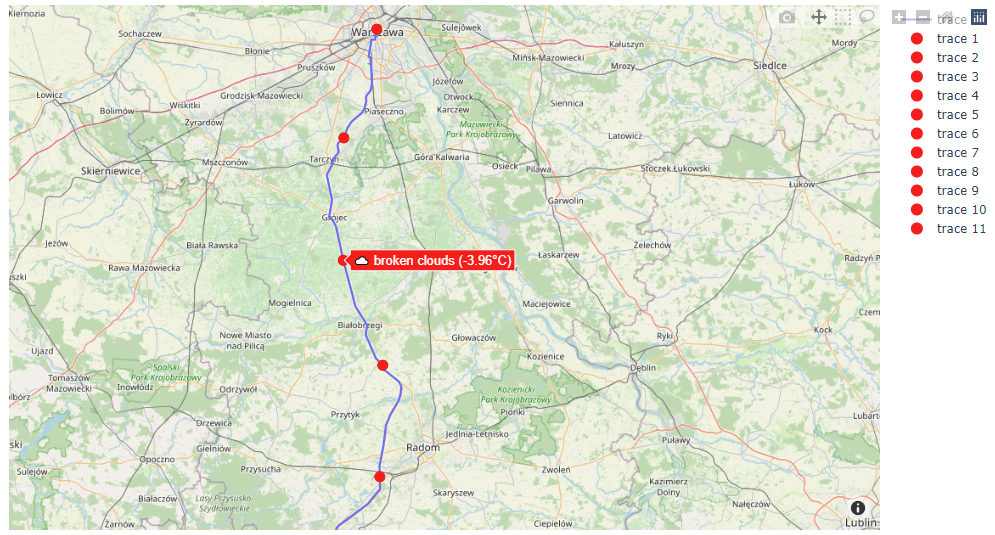 Kiernozia
Sochaczew
Warszawa
Sulejówek
Błonie
Kałuszyn
Mordy
Mińsk-Mazowiecki
Mrozy
Siedlce
Pruszków
Józefów
Łowicz
Grodzisk Mazowiecki
Otwock
Karczew
Wiskitki
Bolimów
Żyrardów
Piaseczno
Siennica
Mazowiecki
Park Krajobrazowy
Latowicz
Tarczyn
Góra Kalwaria
Mszczonów
Skierniewice
Osieck
Pilawa
Stoczek Łukowski
Łuków
Garwolin
Grójec
Jeżów
Biała Rawska
Żelechów
Łaskarzew
Radzyń P
Rawa Mazowiecka
broken clouds (-3.96°C)
szki
Mogielnica
Maciejowice
Czem
Białobrzegi
Nowe Miasto
nad Pilicą
Głowaczów
Ryki
Kock
Ujazd
Kozienice
Spalski
Park Krajobrazowy
Dęblin
Tomaszów
Mazowiecki
Inowłódz
Odrzywół
Kozienicki
Park Krajobrazowy
Przytyk
Pionki
Lubart
Drzewica
Jedlnia-Letnisko
Puławy
ski
Gielniów
Radom
Opoczno
Sulejów
Przysucha
Zwoleń
Kazimierz
Dolny
Białaczów
Lasy Przysusko
Szydłowieckie
Skaryszew
Nałęczów
Żarnów
Ciepielów
Lublin
trace
trace 1
trace 2
trace 3
trace 4
trace 5
trace 6
trace 7
trace 8
trace 9
trace 10
trace 11